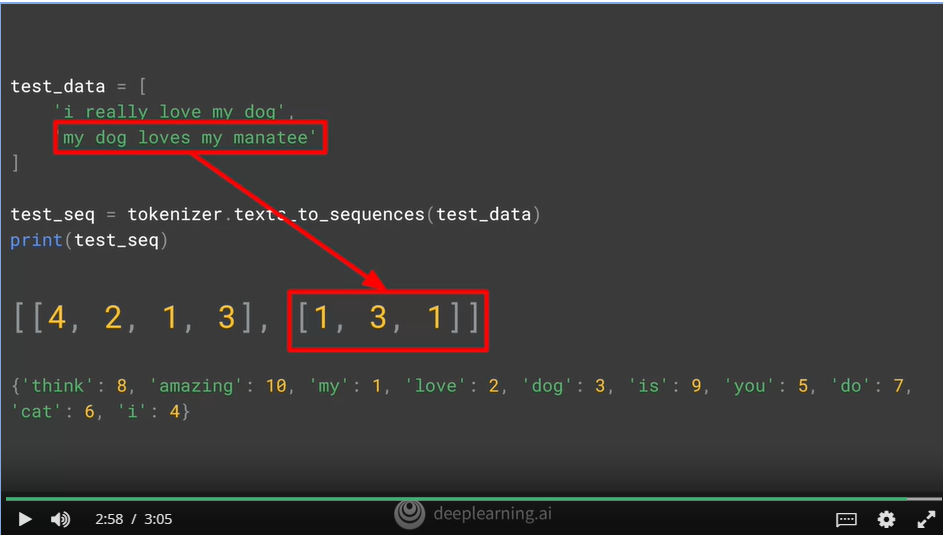 test_data = [
'i really love my dog',
'my dog loves my manatee'
]
test_seq = tokenizer.texts_to_sequences(test_data)
print(test_seq)
[[4, 2, 1, 3], [1, 3, 1]]
{'think': 8, 'amazing': 10, 'my': 1, 'love': 2, 'dog': 3, 'is': 9, 'you': 5, 'do': 7,
'cat': 6, 'i': 4}
2:58 / 3:05
deeplearning.ai